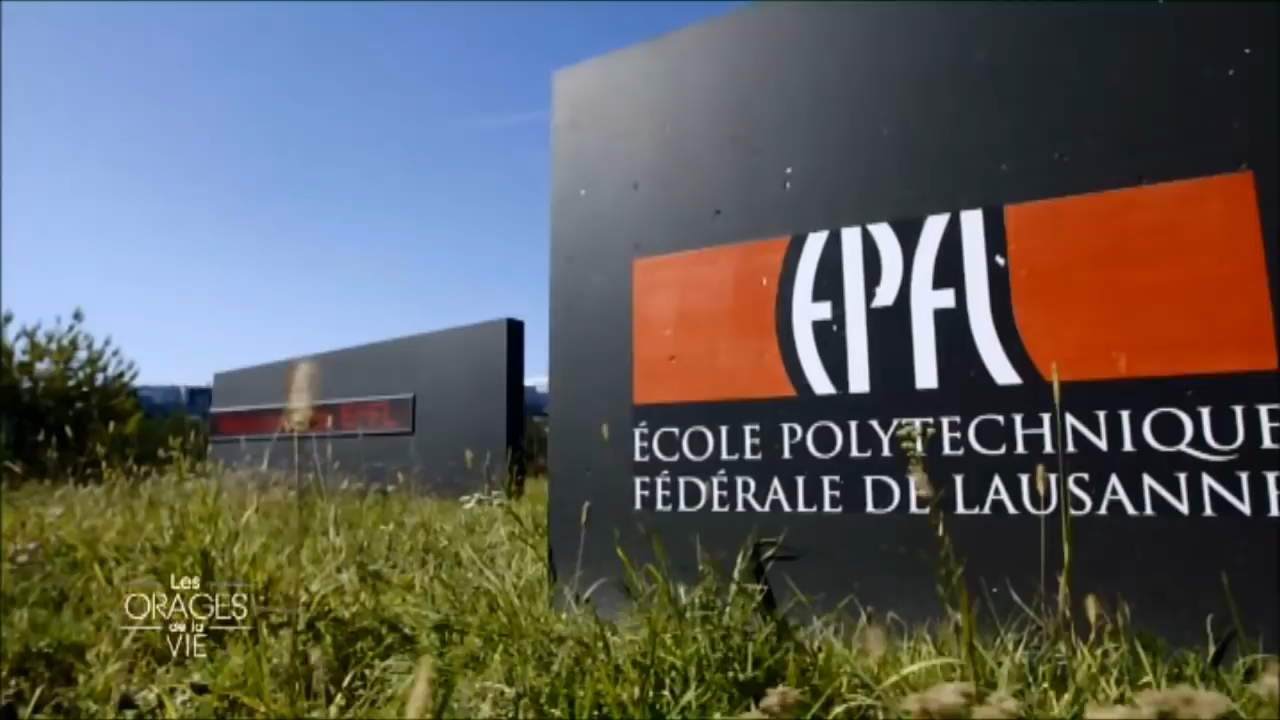 EPFL
ÉCOLE POLYTECHNIQUE
FÉDÉRALE DE LAUSANNE
Les
ORAGES
de la
VIE